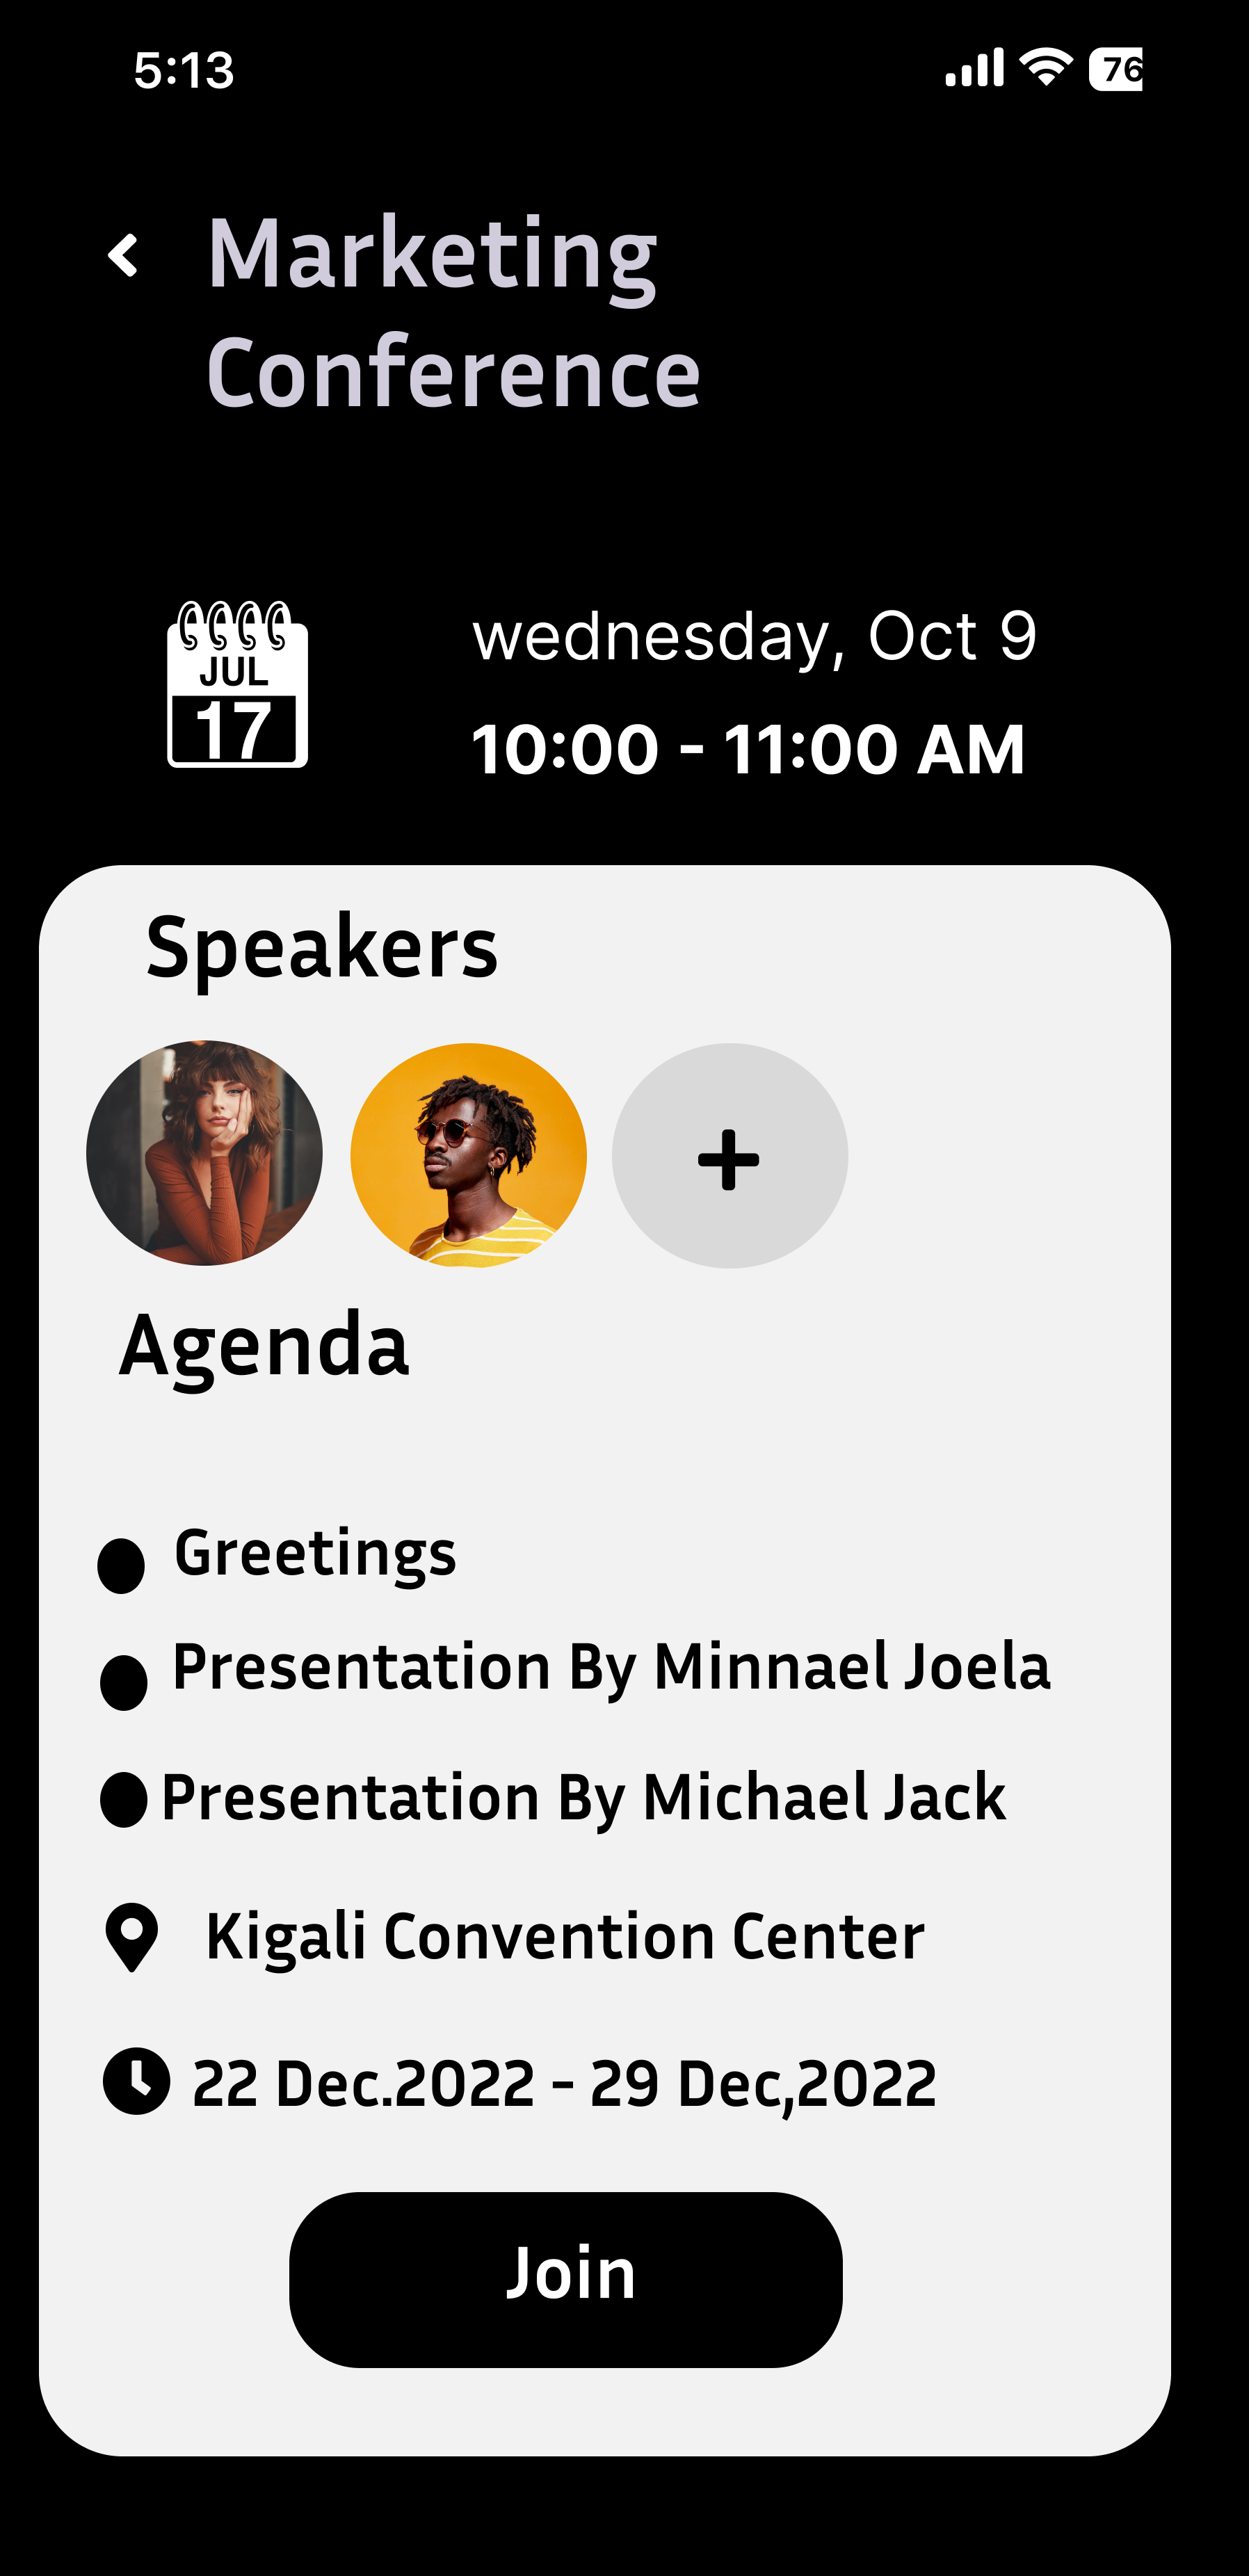 5:13
76
Marketing
Conference
JUL
17
wednesday, Oct 9
10:00 - 11:00 AM
Speakers
Agenda
Greetings
Presentation By Minnael Joela
Presentation By Michael Jack
Kigali Convention Center
22 Dec.2022 - 29 Dec,2022
Join